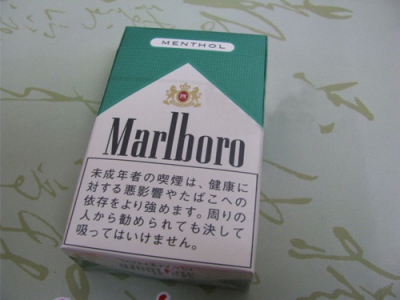 MENTHOL
Marlboro
未成年者の喫煙は、健康に
対する悪影響やたばこへの
依存をより強めます。周りの
人から勧められても決して
吸ってはいけません。